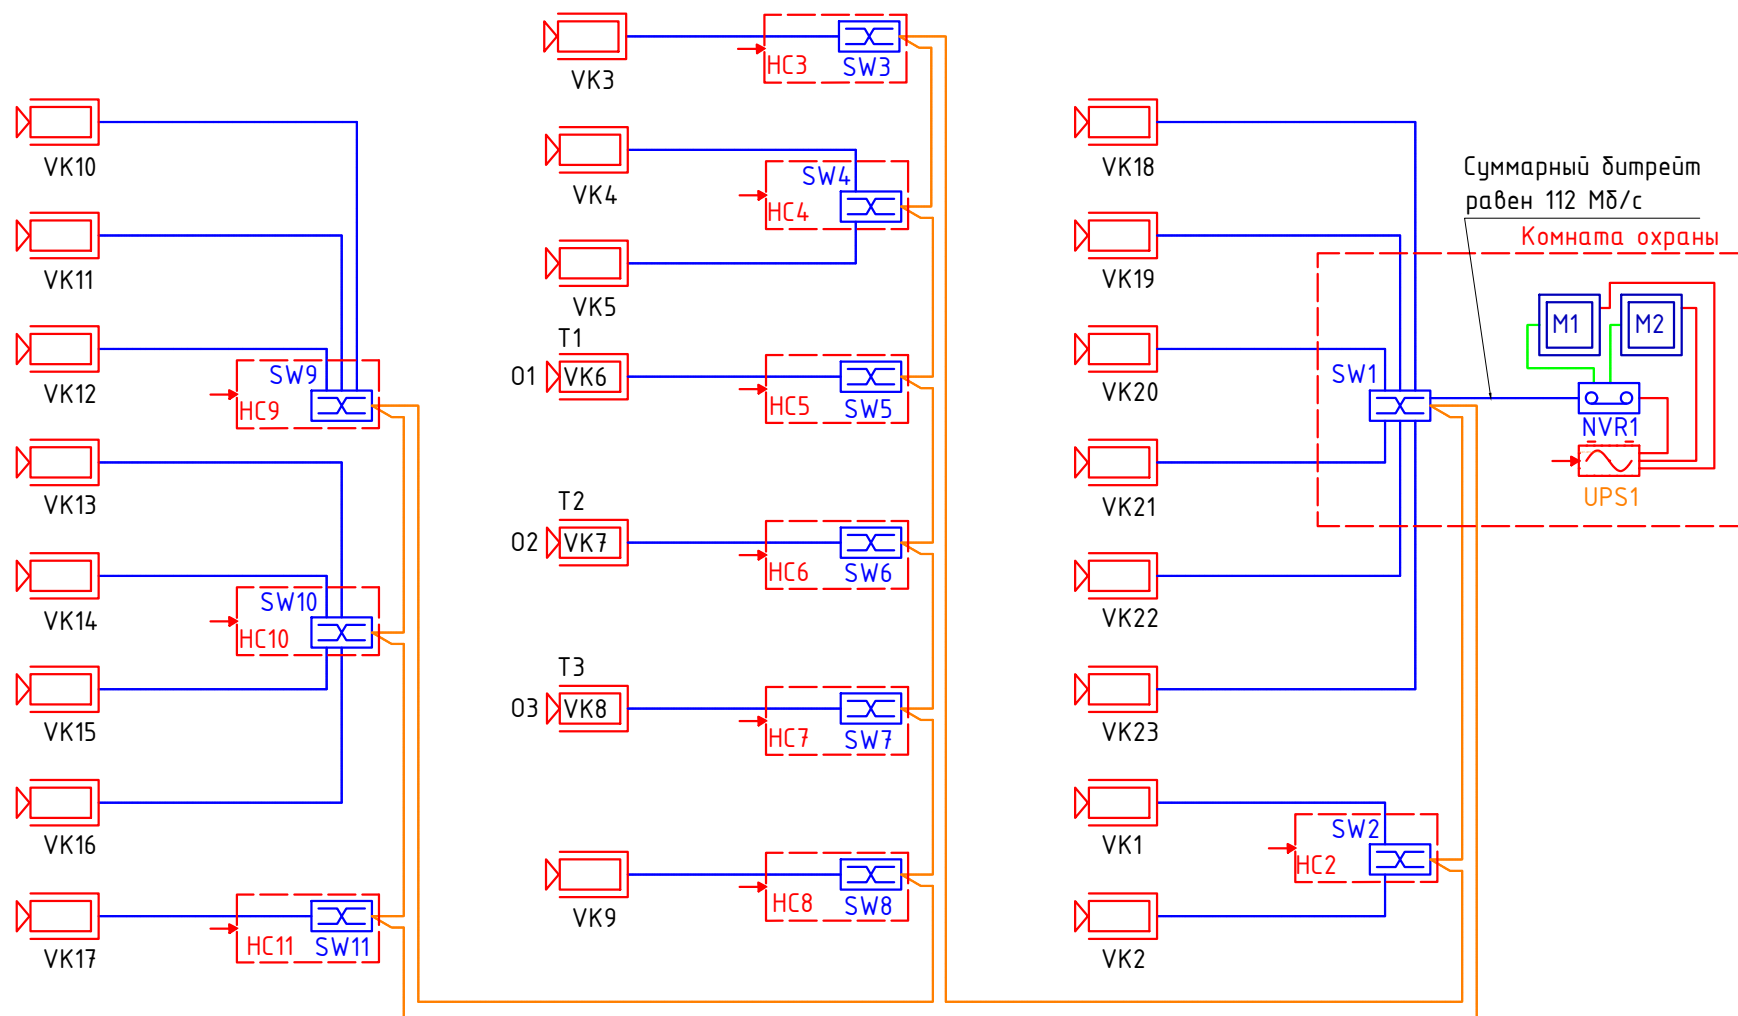 VK10
VK11
VK12
SW9
HC9
VK13
VK14
SW10
HC10
VK15
VK16
VK17
HC11
SW11
VK3
HC3
SW3
VK4
SW4
HC4
VK5
T1
O1
VK6
HC5
SW5
T2
O2
VK7
HC6
SW6
T3
O3
VK8
HC7
SW7
VK9
HC8
SW8
VK18
VK19
VK20
SW1
VK21
VK22
VK23
VK1
SW2
HC2
VK2
Суммарный битрейт
равен 112 Мб/с
Комната охраны
M1
M2
NVR1
UPS1